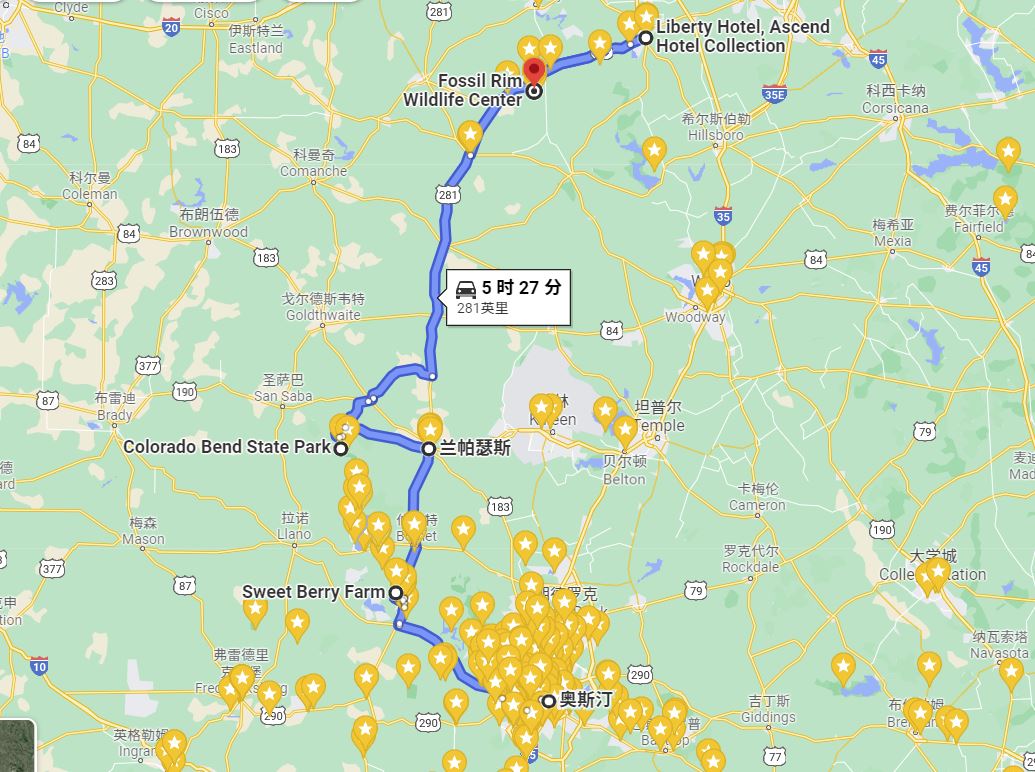 Clyde
Cisco
281
20
伊斯特兰
Eastland
Liberty Hotel, Ascend
Hotel Collection
45
Fossil Rim
Wildlife Center
35E
科西卡纳
Corsicana
希尔斯伯勒
Hillsboro
84
183
科曼奇
Comanche
科尔曼
Coleman
281
布朗伍德
Brownwood
35
费尔菲尔德
Fairfield
梅希亚
Mexia
84
183
84
45
84
283
5 时 27 分
281英里
戈尔德斯韦特
Goldthwaite
Woodway
84
377
圣萨巴
San Saba
190
87
布雷迪
Brady
林
Killeen
坦普尔
Temple
79
Colorado Bend State Park
兰帕瑟斯
贝尔顿
Belton
卡梅伦
Cameron
183
梅森
Mason
拉诺
Llano
190
罗克代尔
Rockdale
大学城
College Station
377
87
79
Sweet Berry Farm
纳瓦索塔
Navasota
10
弗雷德里
290
奥斯汀
吉丁斯
Giddings
290
290
英格勒姆
Ingram
77